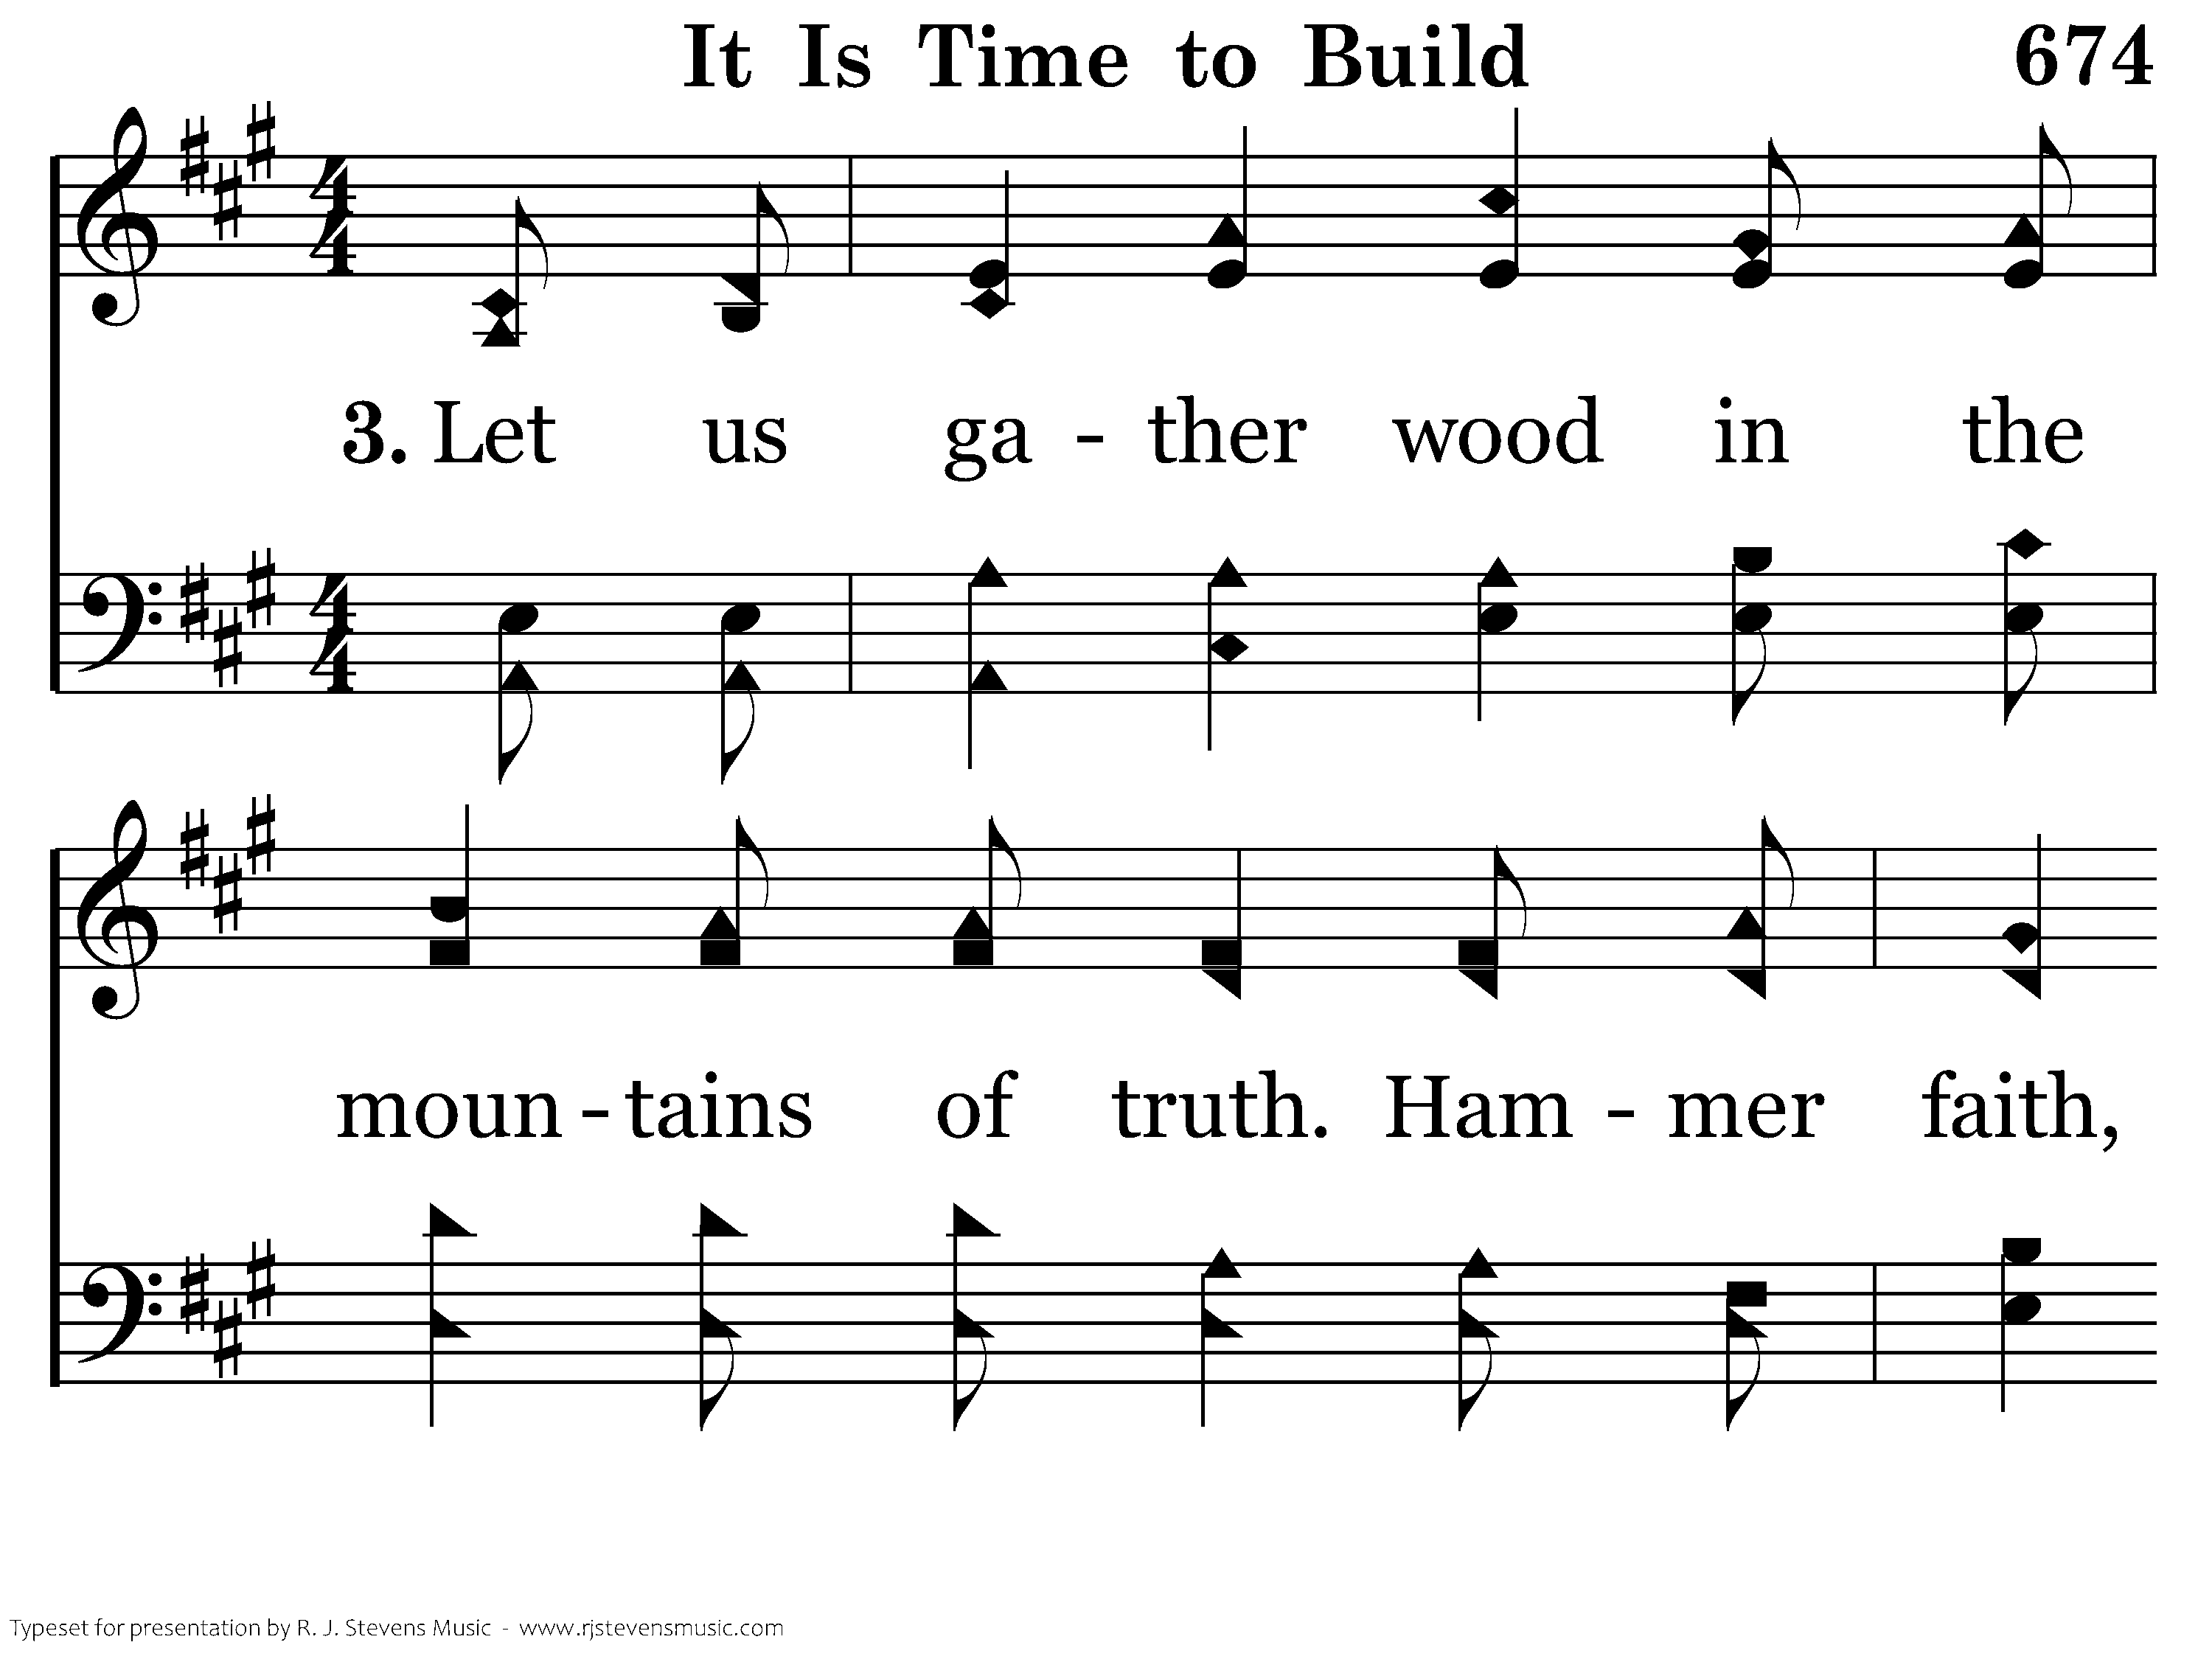 It Is Time to Build 674
3. Let us ga - ther wood in the
moun - tains of truth. Ham - mer faith,
Typeset for presentation by R. J. Stevens Music - www.rjstevensmusic.com